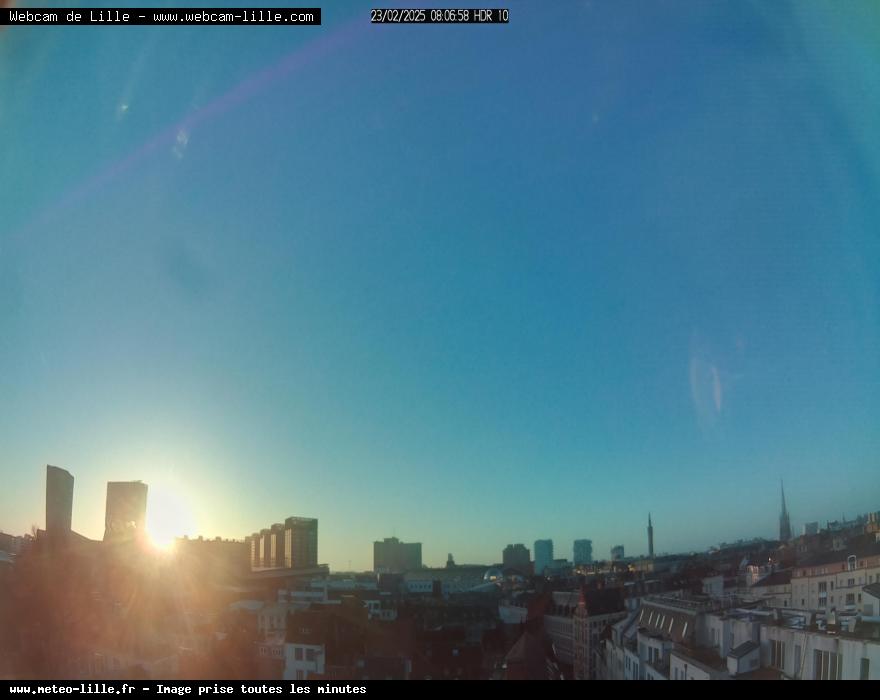 Webcam de Lille - www.webcam-lille.com
23/02/2025 08:06:58 HDR 10
www.meteo-lille.fr - Image prise toutes les minutes